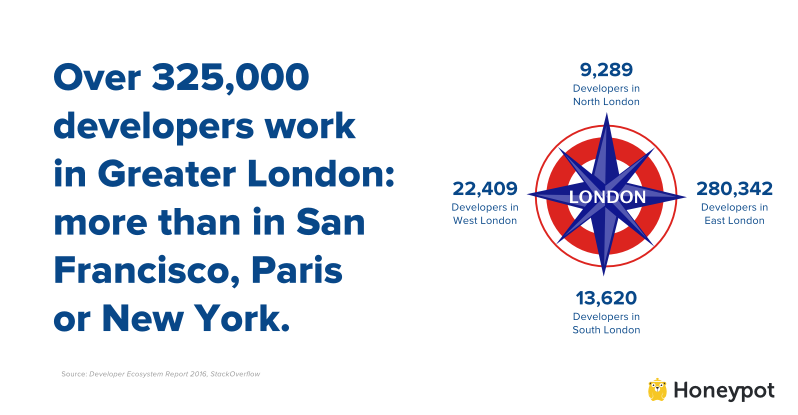 Over 325,000
developers work
in Greater London:
more than in San
Francisco, Paris
or New York.
Source: Developer Ecosystem Report 2016, StackOverflow
9,289
Developers in
North London
22,409
Developers in
West London
LONDON
280,342
Developers in
East London
13,620
Developers in
South London
Honeypot